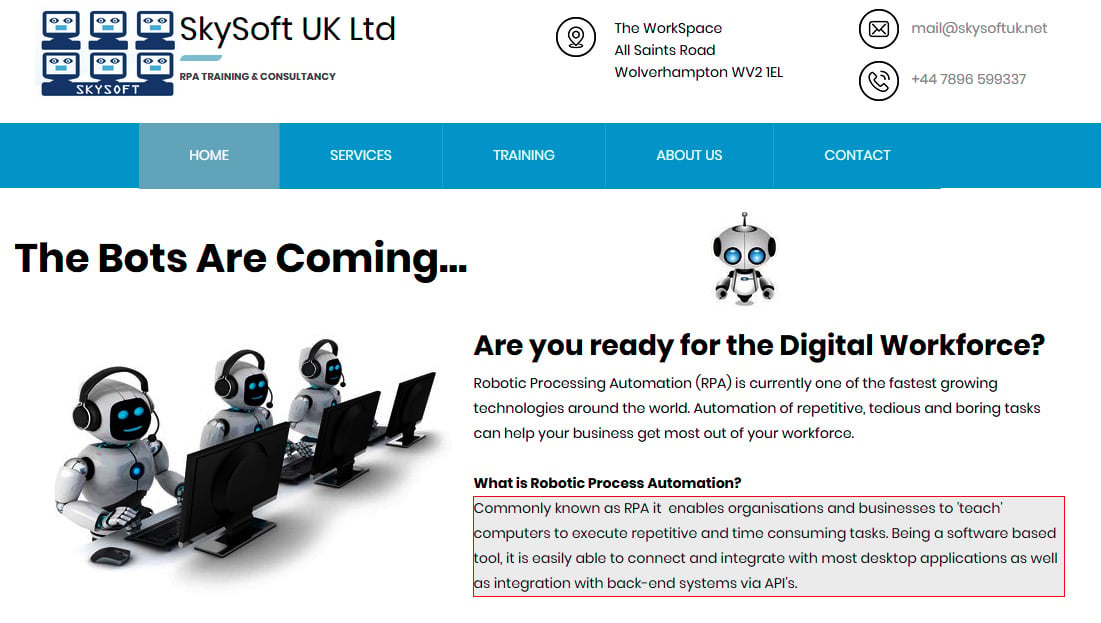 SkySoft UK Ltd
RPA TRAINING & CONSULTANCY
SKYSOFT
The WorkSpace
All Saints Road
Wolverhampton WV2 1EL
mail@skysoftuk.net
+44 7896 599337
HOME
SERVICES
TRAINING
ABOUT US
CONTACT
The Bots Are Coming...
Are you ready for the Digital Workforce?
Robotic Processing Automation (RPA) is currently one of the fastest growing
technologies around the world. Automation of repetitive, tedious and boring tasks
can help your business get most out of your workforce.
What is Robotic Process Automation?
Commonly known as RPA it  enables organisations and businesses to 'teach'
computers to execute repetitive and time consuming tasks. Being a software based
tool, it is easily able to connect and integrate with most desktop applications as well
as integration with back-end systems via API's.